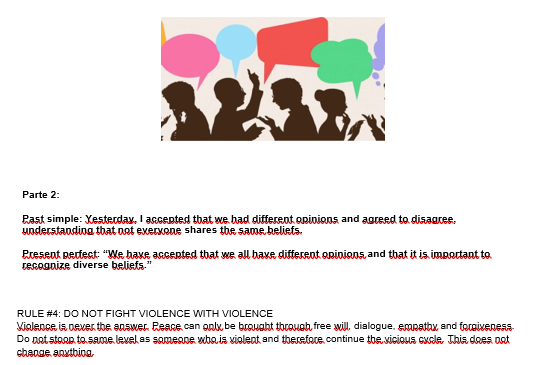 Parte 2:
Past simple: Yesterday, I accepted that we had different opinions and agreed to disagree,
understanding that not everyone shares the same beliefs.
Present perfect: “We have accepted that we all have different opinions and that it is important to
recognize diverse beliefs.”
RULE #4: DO NOT FIGHT VIOLENCE WITH VIOLENCE
Violence is never the answer. Peace can only be brought through free will, dialogue, empathy and forgiveness.
Do not stoop to same level as someone who is violent and therefore continue the vicious cycle. This does not
change anything.